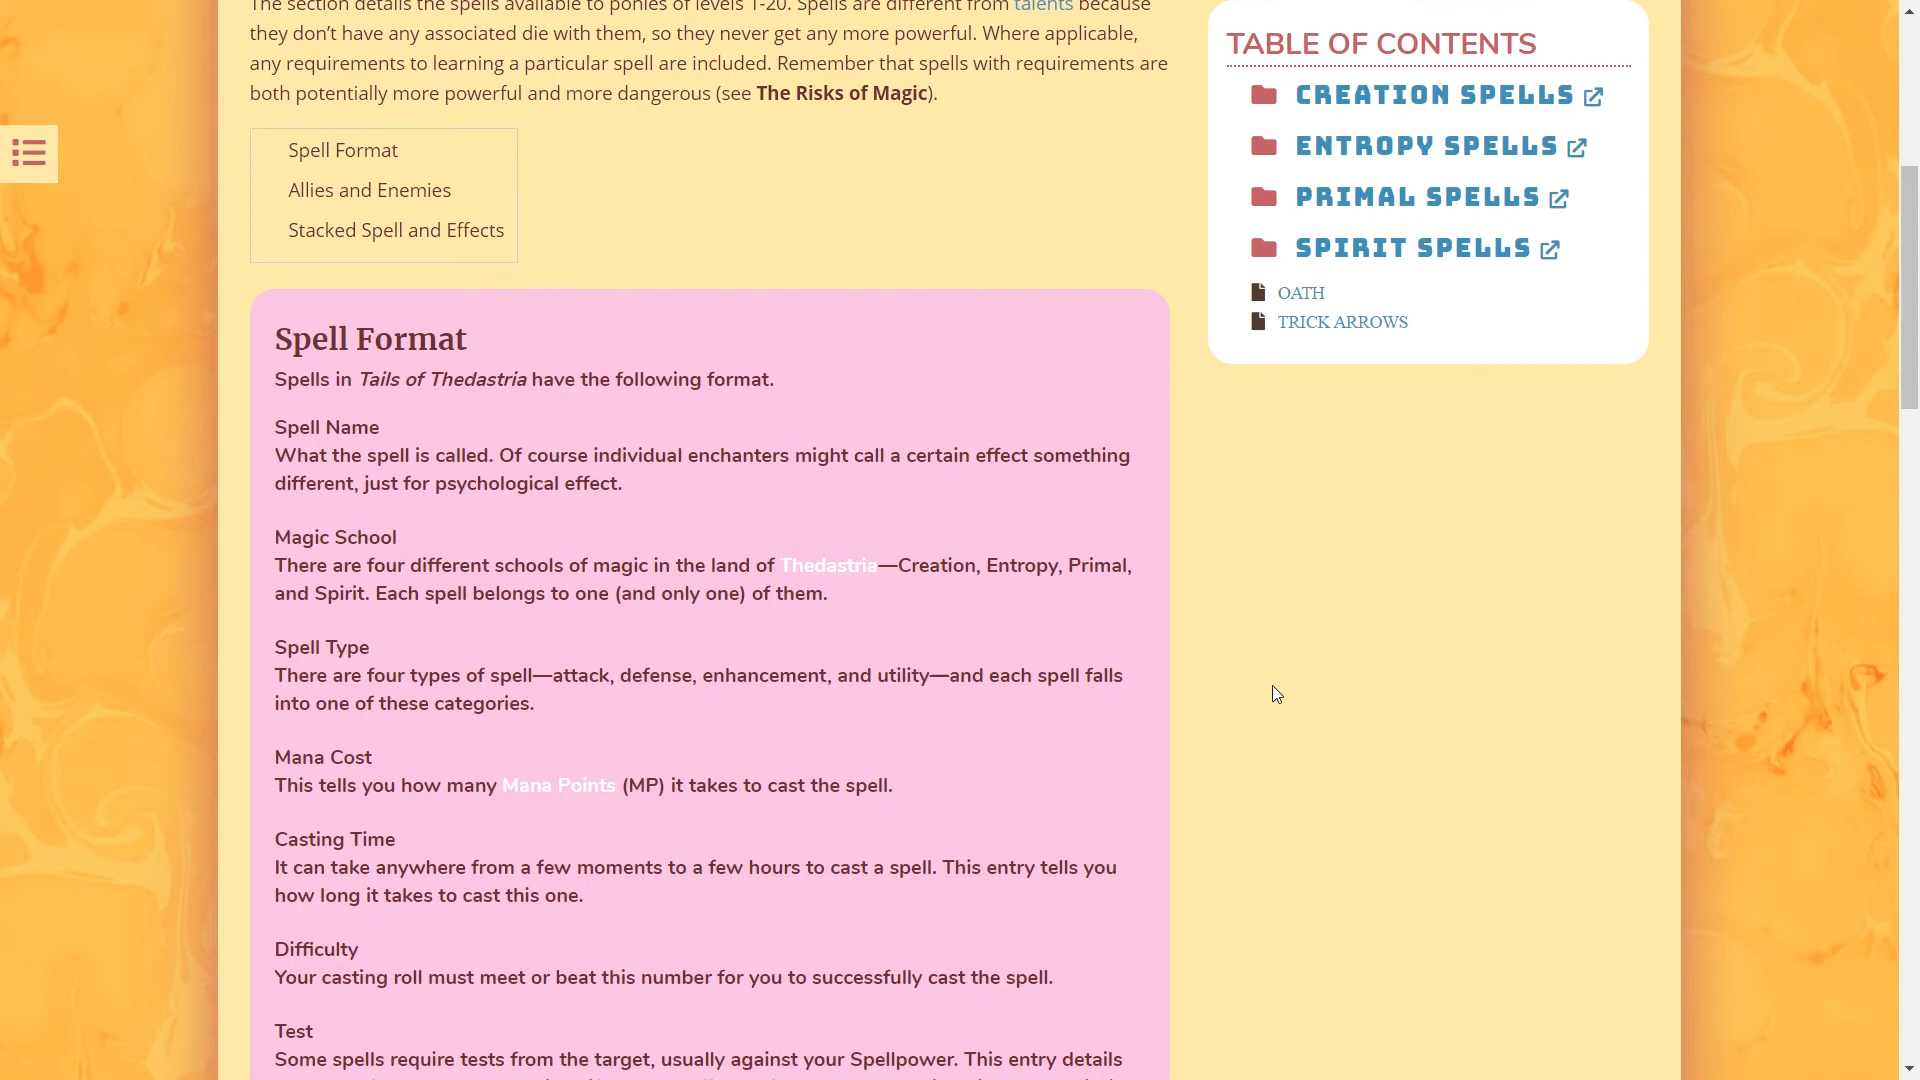 The section details the spells available to ponies of levels 1-20. Spells are different from talents because
they don't have any associated die with them, so they never get any more powerful. Where applicable,
any requirements to learning a particular spell are included. Remember that spells with requirements are
both potentially more powerful and more dangerous (see The Risks of Magic).
Spell Format
Allies and Enemies
Stacked Spell and Effects
Spell Format
Spells in Tails of Thedastria have the following format.
Spell Name
What the spell is called. Of course individual enchanters might call a certain effect something
different, just for psychological effect.
Magic School
There are four different schools of magic in the land of Thedastria—Creation, Entropy, Primal,
and Spirit. Each spell belongs to one (and only one) of them.
Spell Type
There are four types of spell—attack, defense, enhancement, and utility—and each spell falls
into one of these categories.
Mana Cost
This tells you how many Mana Points (MP) it takes to cast the spell.
Casting Time
It can take anywhere from a few moments to a few hours to cast a spell. This entry tells you
how long it takes to cast this one.
Difficulty
Your casting roll must meet or beat this number for you to successfully cast the spell.
Test
Some spells require tests from the target, usually against your Spellpower. This entry details
TABLE OF CONTENTS
CREATION SPELLS
ENTROPY SPELLS
PRIMAL SPELLS
SPIRIT SPELLS
OATH
TRICK ARROWS